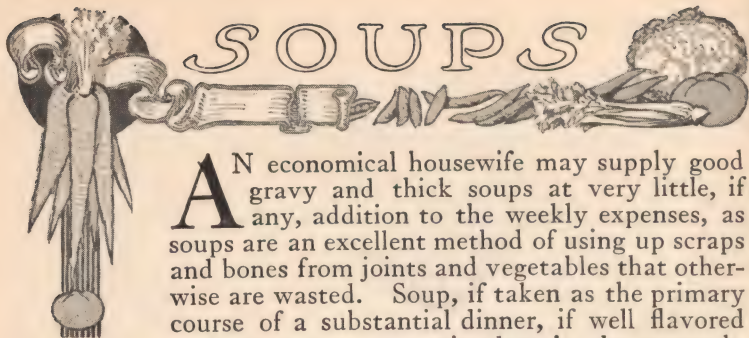 SOUPS
AN economical housewife may supply good
gravy and thick soups at very little, if
any, addition to the weekly expenses, as
soups are an excellent method of using up scraps
and bones from joints and vegetables that other-
wise are wasted. Soup, if taken as the primary
course of a substantial dinner, if well flavored